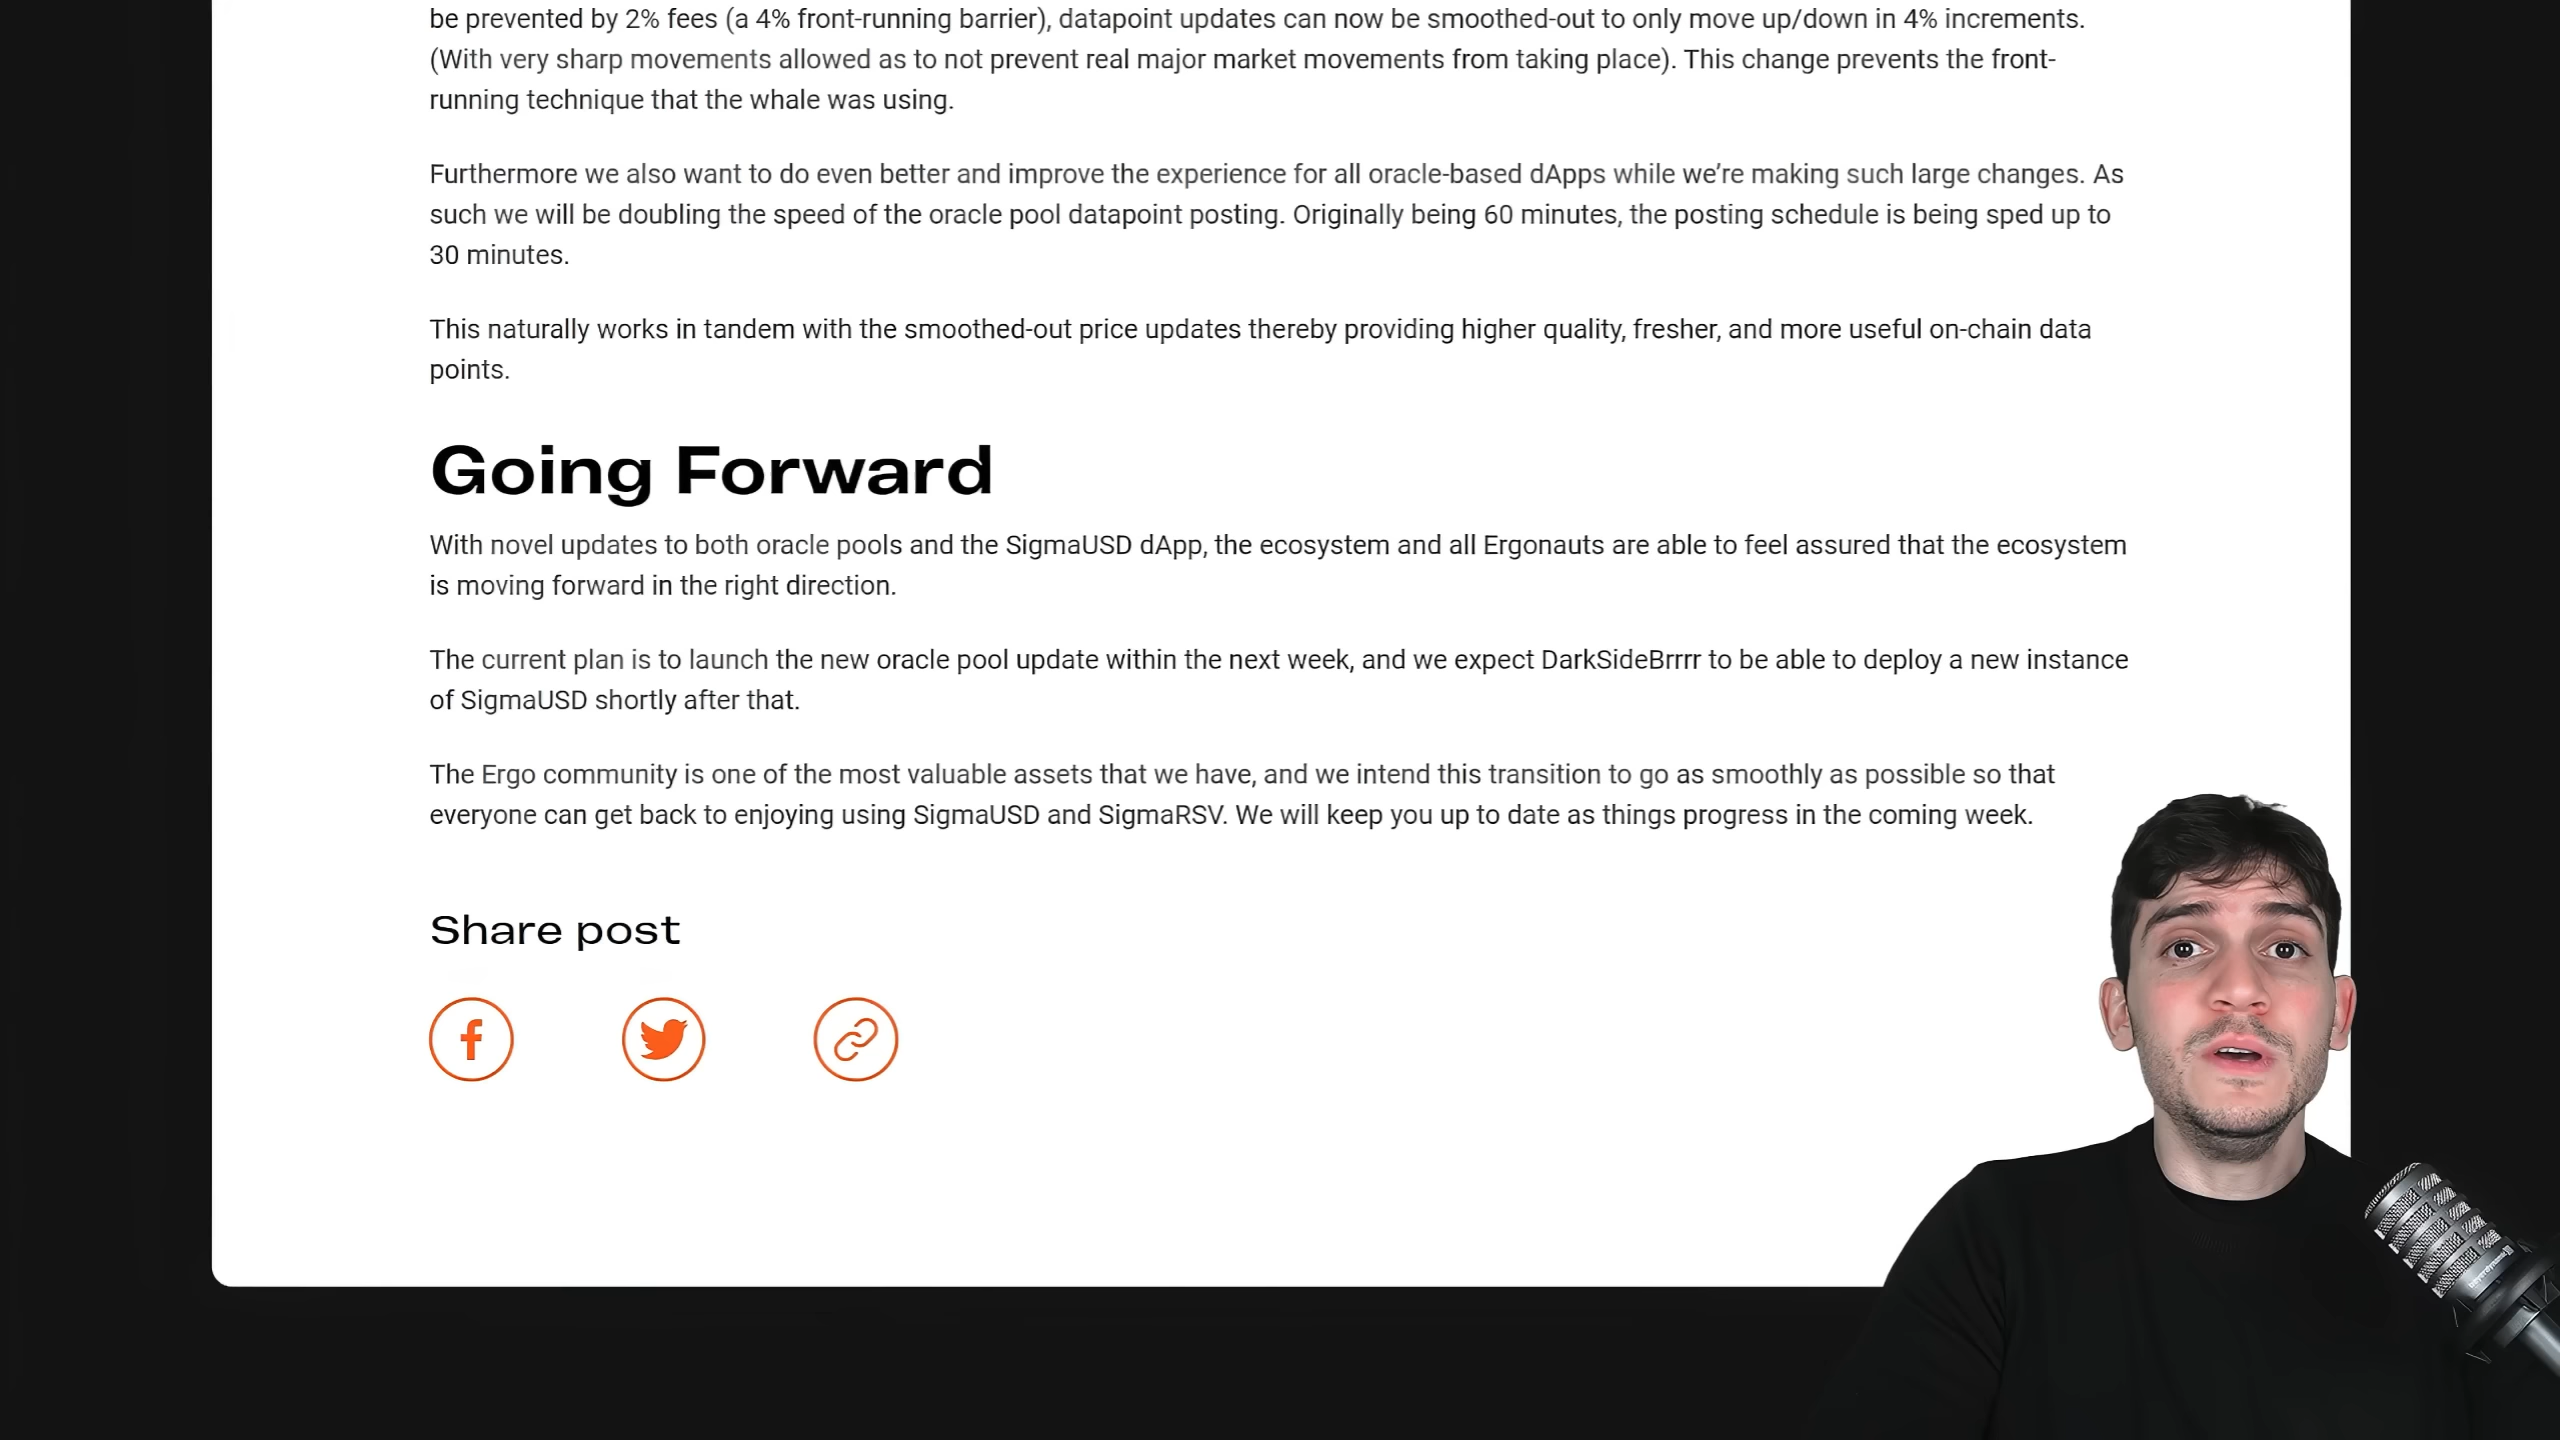 be prevented by 2% fees (a 4% front-running barrier), datapoint updates can now be smoothed-out to only move up/down in 4% increments.
(With very sharp movements allowed as to not prevent real major market movements from taking place). This change prevents the front-
running technique that the whale was using.
Furthermore we also want to do even better and improve the experience for all oracle-based dApps while we’re making such large changes. As
such we will be doubling the speed of the oracle pool datapoint posting. Originally being 60 minutes, the posting schedule is being sped up to
30 minutes.
This naturally works in tandem with the smoothed-out price updates thereby providing higher quality, fresher, and more useful on-chain data
points.
Going Forward
With novel updates to both oracle pools and the SigmaUSD dApp, the ecosystem and all Ergonauts are able to feel assured that the ecosystem
is moving forward in the right direction.
The current plan is to launch the new oracle pool update within the next week, and we expect DarkSideBrrrr to be able to deploy a new instance
of SigmaUSD shortly after that.
The Ergo community is one of the most valuable assets that we have, and we intend this transition to go as smoothly as possible so that
everyone can get back to enjoying using SigmaUSD and SigmaRSV. We will keep you up to date as things progress in the coming week.
Share post